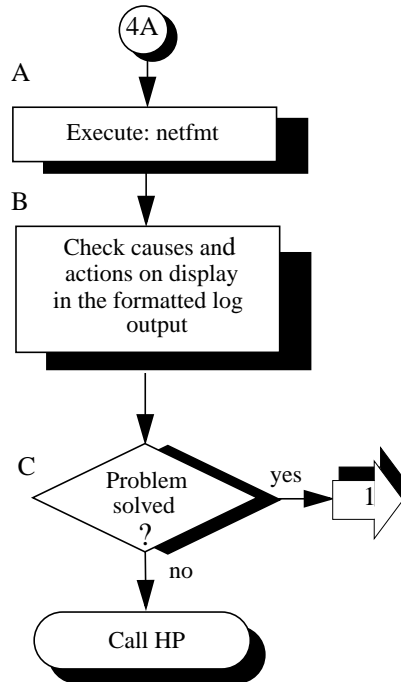 4A
A
Execute: netfmt
B
Check causes and
actions on display
in the formatted log
output
C
Problem
solved
?
yes
1
no
Call HP